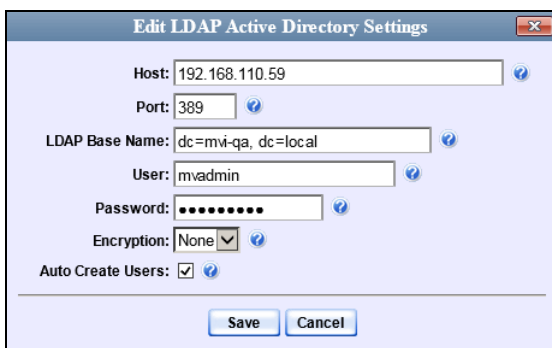 Edit LDAP Active Directory Settings
Host: 192.168.110.59
Port: 389
LDAP Base Name: dc=mvi-qa, dc=local
User: mvadmin
Password: ●●●●●●●●●
Encryption: None
Auto Create Users:
Save Cancel